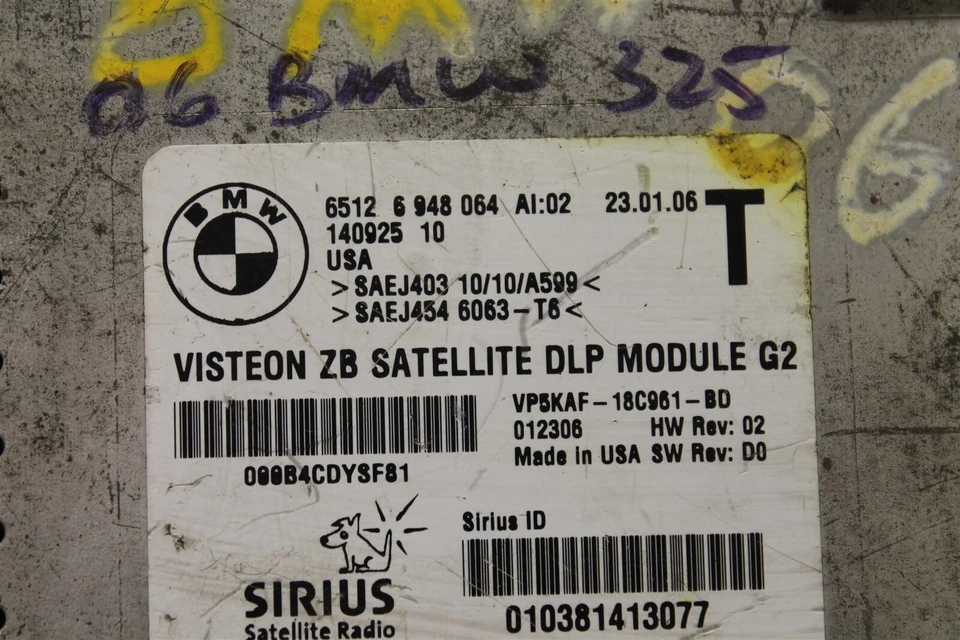 BMW
06 BMW 325
06
BMW
6512 6 948 064 AI:02 23.01.06 T
140925 10
USA
>SAEJ403 10/10/A599<
>SAEJ454 6063-T6<
VISTEON ZB SATELLITE DLP MODULE G2
VP5KAF-18C961-BD
012306 HW Rev: 02
Made in USA SW Rev: D0
000B4CDYSF81
Sirius ID
SIRIUS
010381413077
Satellite Radio